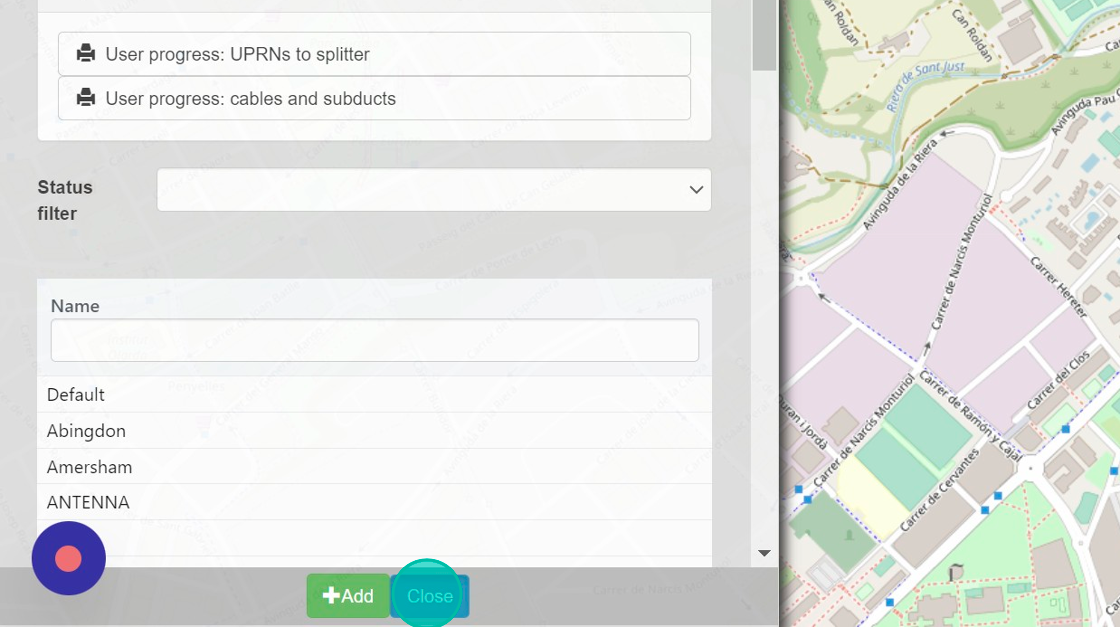 User progress: UPRNs to splitter
User progress: cables and subducts
Status
filter
Name
Default
Abingdon
Amersham
ANTENNA
Add
Close
Can Roldan
Riera de Sant Just
Avinguda Pau C
Avinguda de la Riera
Carrer de Narcís Monturiol
Carrer Hereter
Carrer del Clos
Carrer de Narcís Monturiol
Carrer de Ramón y Cajal
Duran i Jordà
Carrer de Cervantes